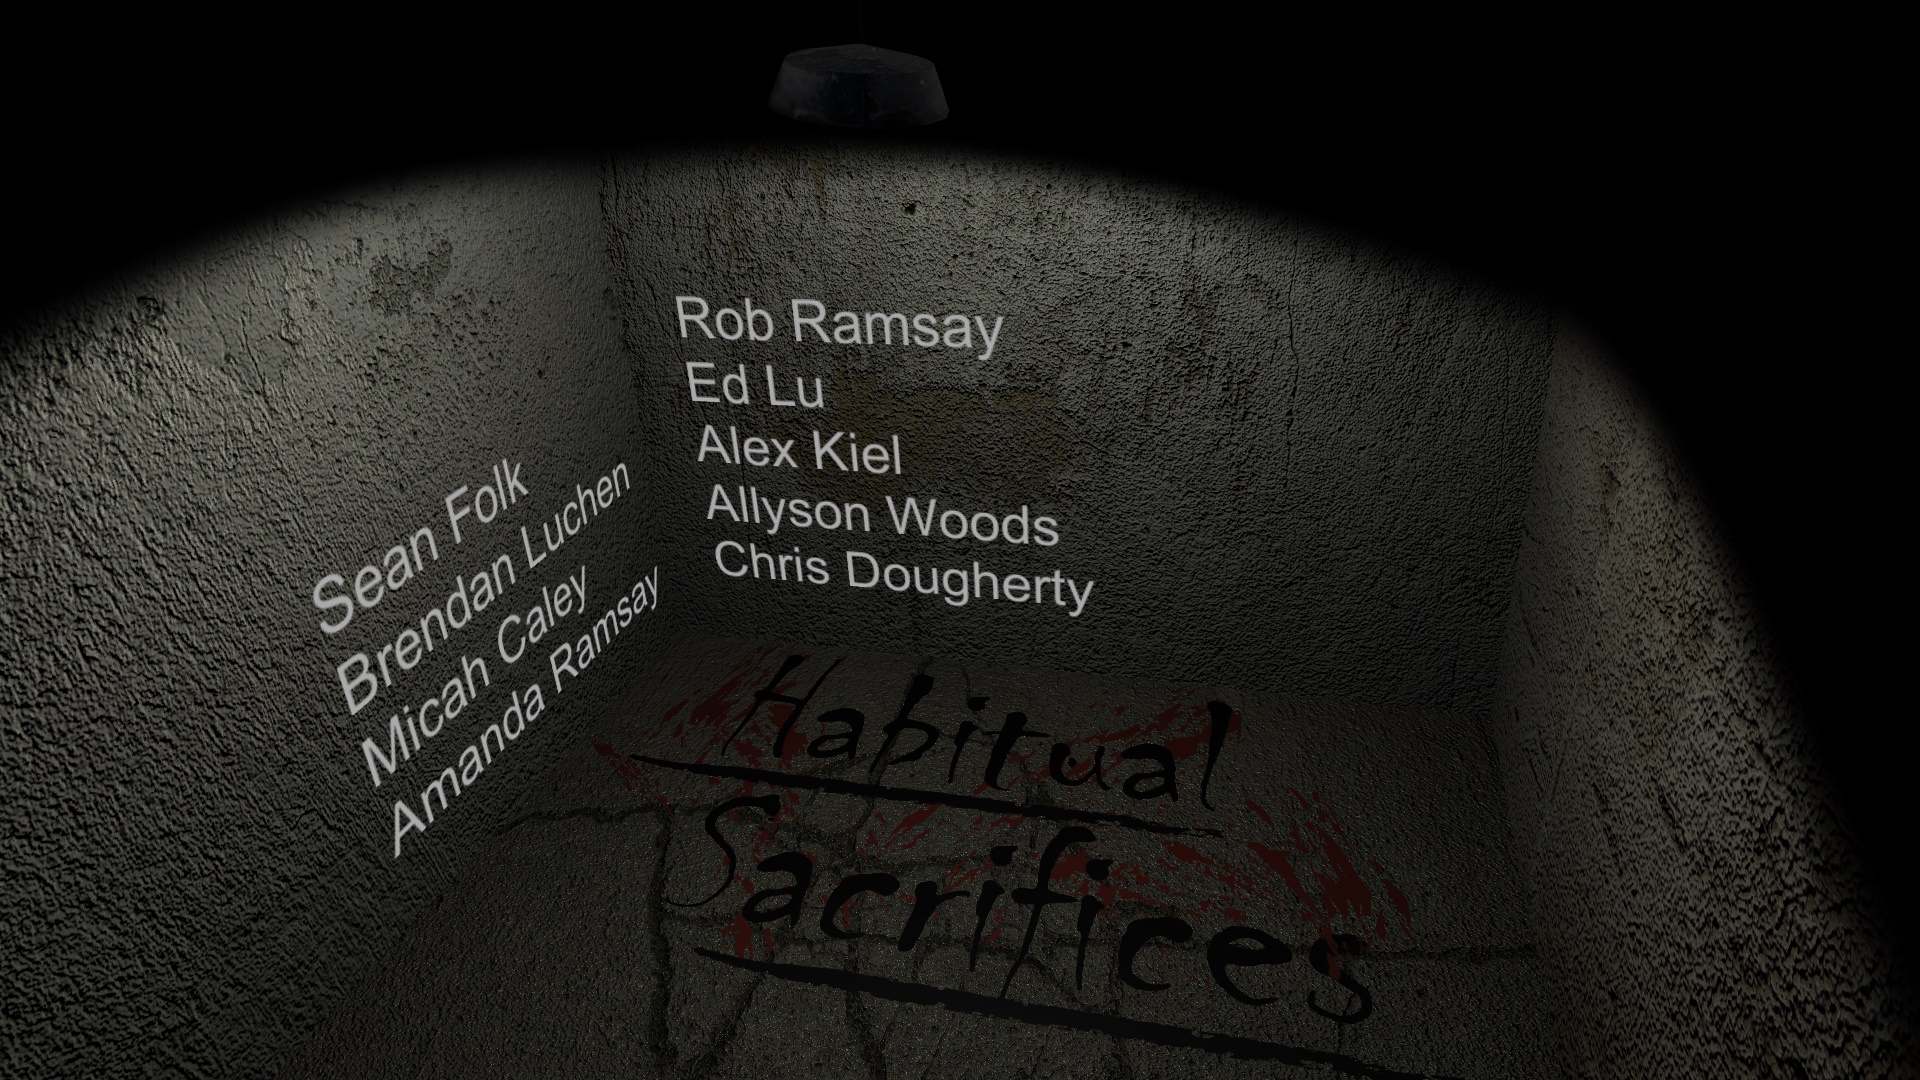 Sean Folk
Brendan Luchen
Micah Caley
Amanda Ramsay
Rob Ramsay
Ed Lu
Alex Kiel
Allyson Woods
Chris Dougherty
Habitual
Sacrifices